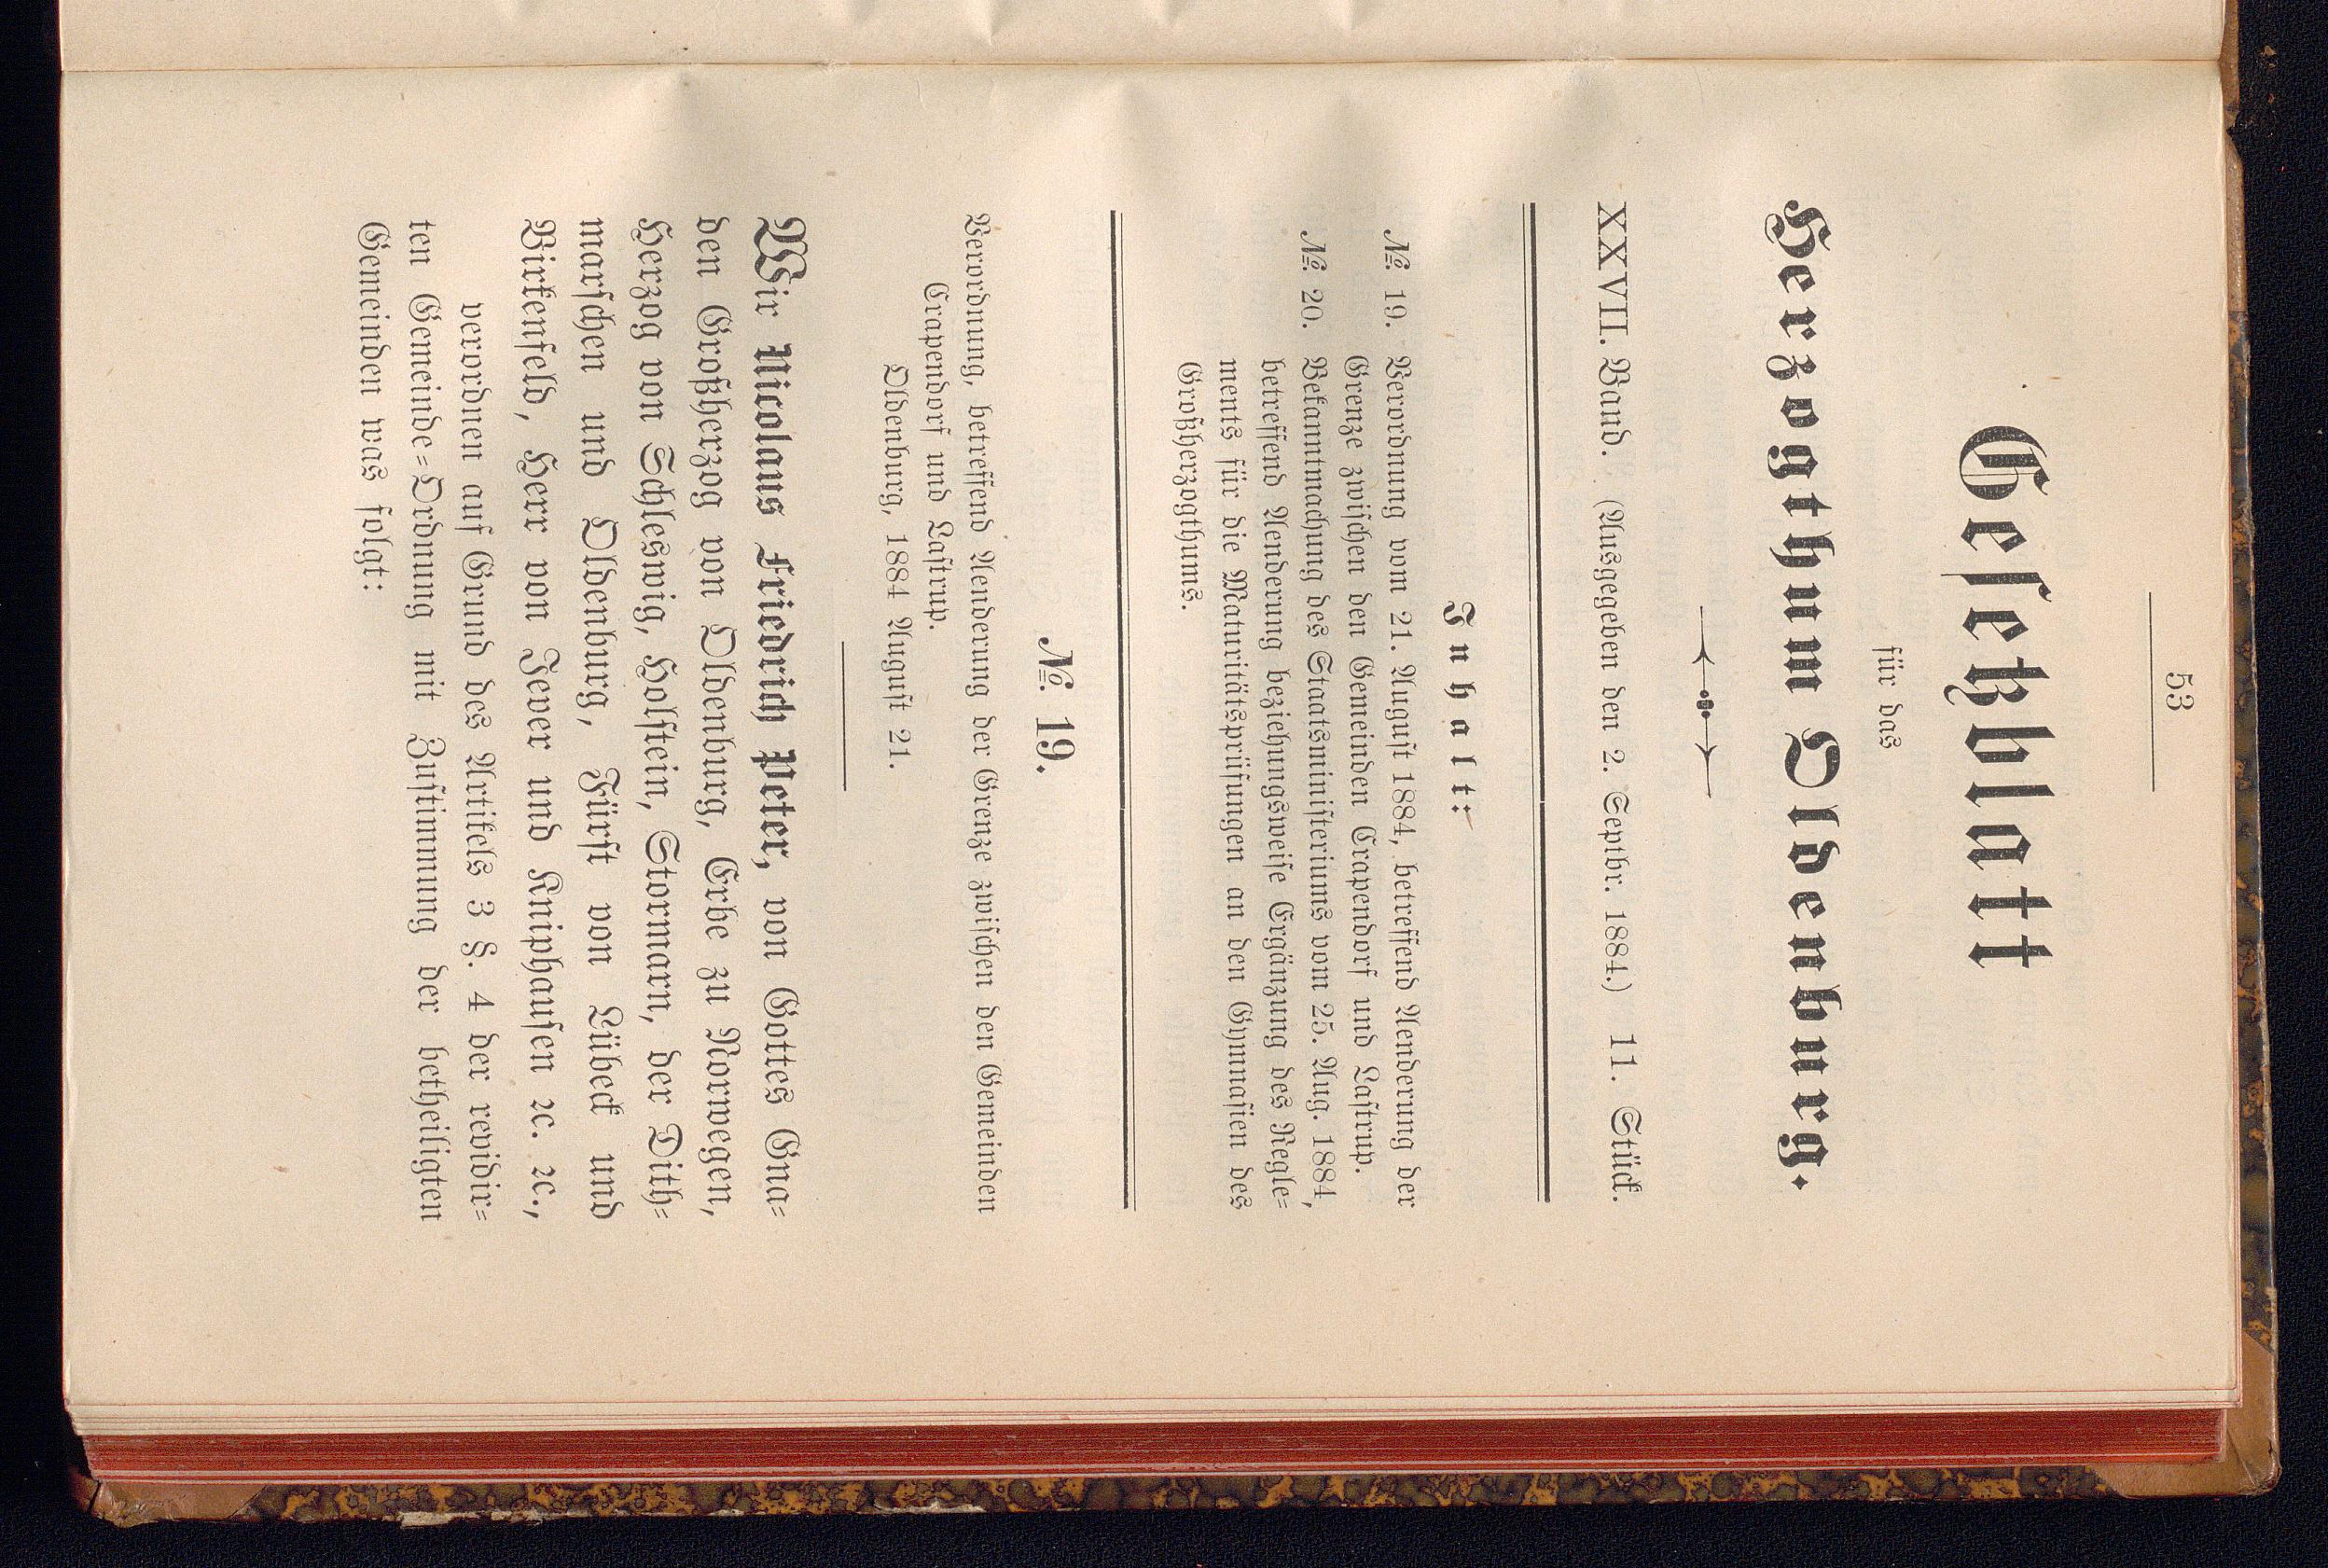 53
Gesetzblatt
für das
Herzogthum Oldenburg.
XXVII. Band. (Ausgegeben den 2. Septbr. 1884.) 11. Stück.
Inhalt:
№. 19. Verordnung vom 21. August 1884, betreffend Aenderung der
Grenze zwischen den Gemeinden Crapendorf und Lastrup.
№. 20. Bekanntmachung des Staatsministeriums vom 25. Aug. 1884,
betreffend Aenderung beziehungsweise Ergänzung des Regle-
ments für die Maturitätsprüfungen an den Gymnasien des
Großherzogthums.
№. 19.
Verordnung, betreffend Aenderung der Grenze zwischen den Gemeinden
Crapendorf und Lastrup.
Oldenburg, 1884 August 21.
Wir Nicolaus Friedrich Peter, von Gottes Gna-
den Großherzog von Oldenburg, Erbe zu Norwegen,
Herzog von Schleswig, Holstein, Stormarn, der Dith-
marschen und Oldenburg, Fürst von Lübeck und
Birkenfeld, Herr von Jever und Kniphausen ꝛc. ꝛc.,
verordnen auf Grund des Artikels 3 §. 4 der revidir-
ten Gemeinde-Ordnung mit Zustimmung der betheiligten
Gemeinden was folgt: